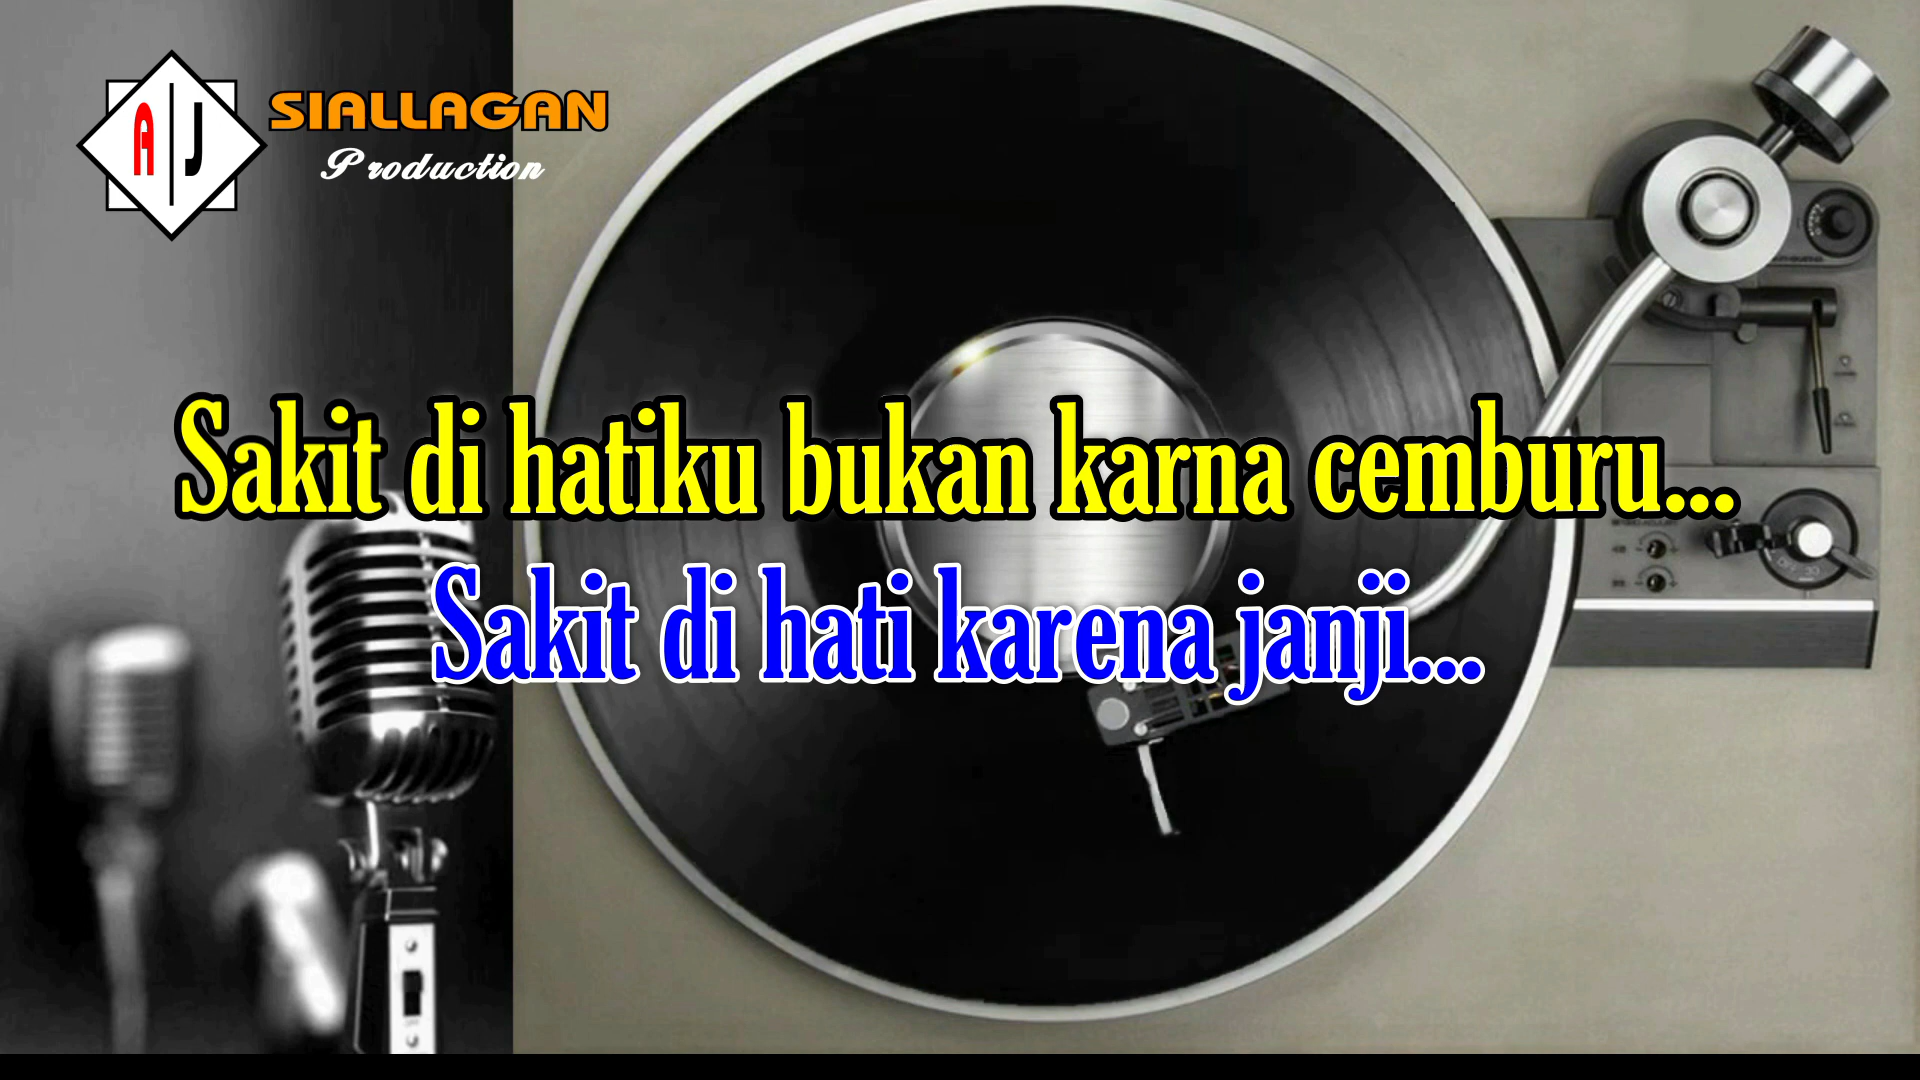 A J
SIALLAGAN
Production
Sakit di hatiku bukan karna cemburu...
Sakit di hati karena janji...